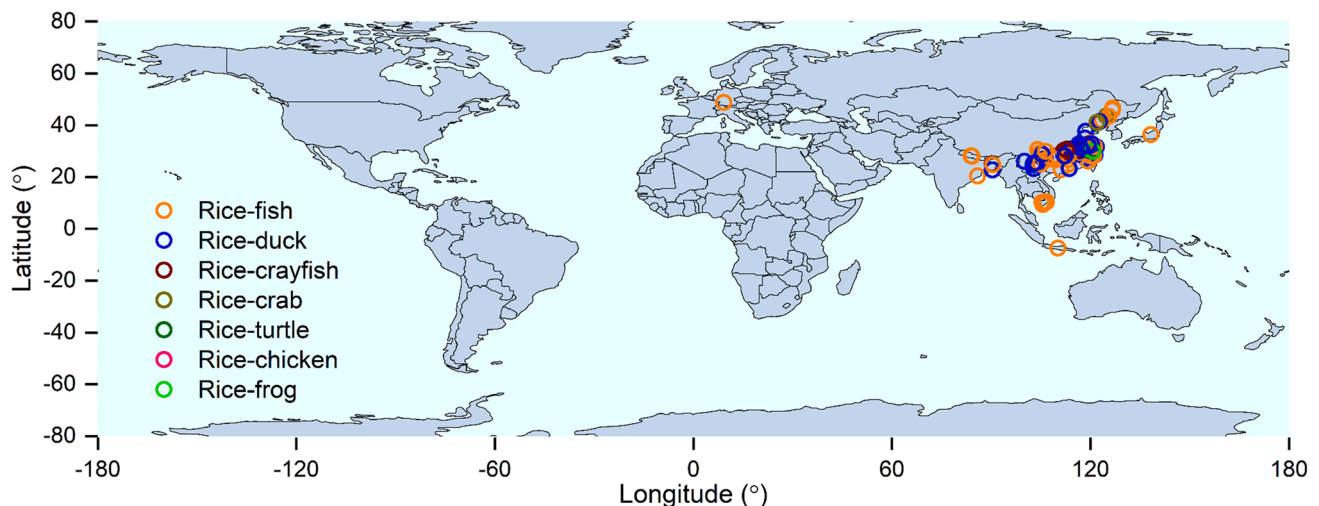 80
60
40
20
0
-20
-40
-60
-80
Latitude (°)
Rice-fish
Rice-duck
Rice-crayfish
Rice-crab
Rice-turtle
Rice-chicken
Rice-frog
-180 -120 -60 0 60 120 180
Longitude (°)